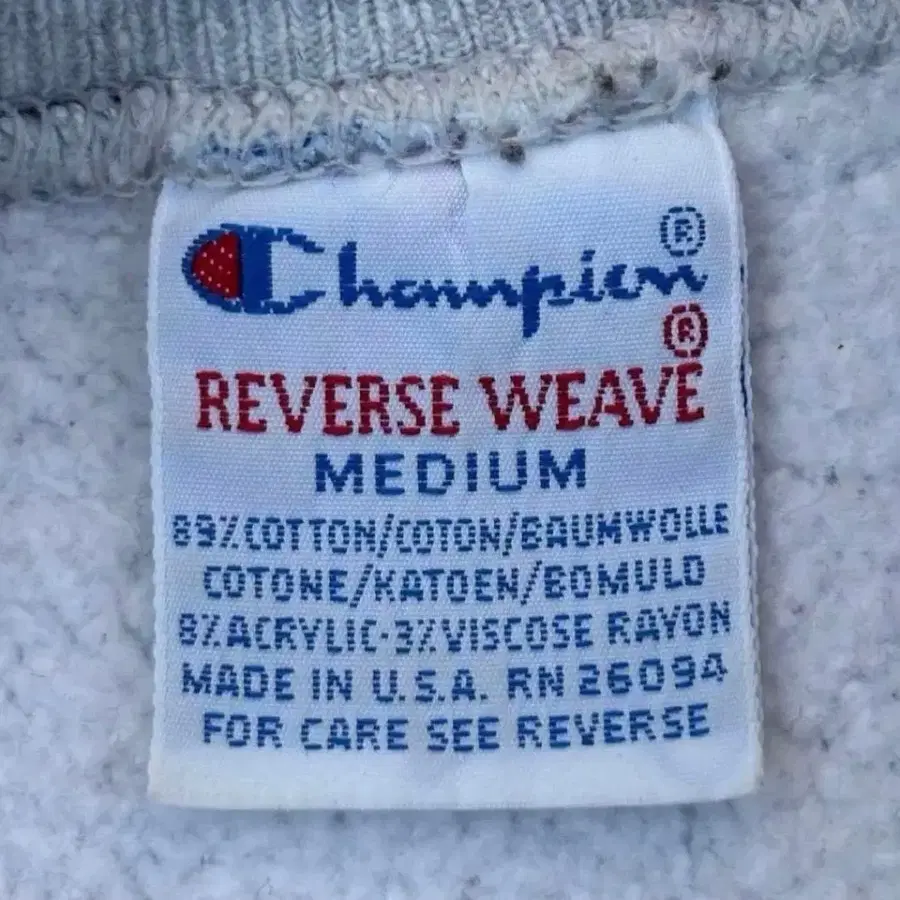 Champion ®
REVERSE WEAVE ®
MEDIUM
89% COTTON/COTON/BAUMWOLLE
COTONE/KATOEN/BOMULD
8% ACRYLIC-3% VISCOSE RAYON
MADE IN U.S.A. RN 26094
FOR CARE SEE REVERSE